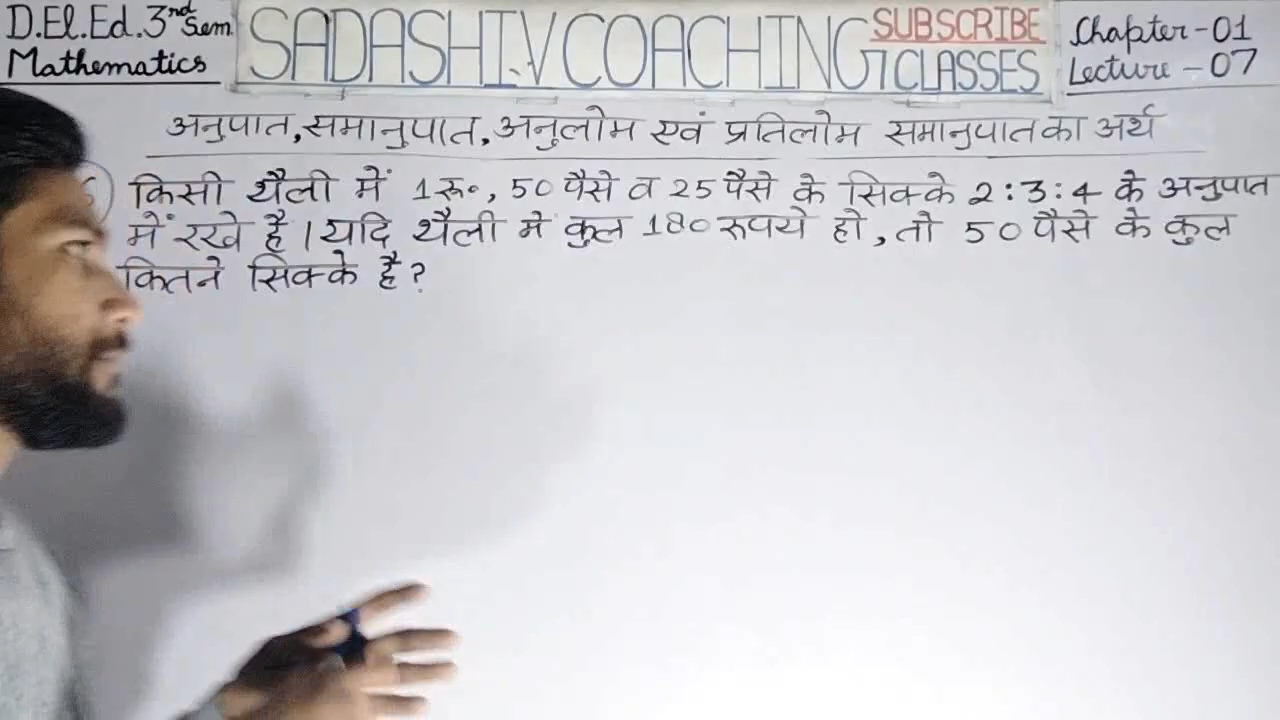 D.El.Ed. 3rd Sem.
Mathematics
SADASHIV COACHING CLASSES
SUBSCRIBE
Chapter-01
Lecture-07
अनुपात, समानुपात, अनुलोम एवं प्रतिलोम समानुपात का अर्थ
किसी थैली में 1रू०, 50 पैसे व 25 पैसे के सिक्के 2:3:4 के अनुपात
में रखे है। यदि थैली मे कुल 180 रूपये हो, तो 50 पैसे के कुल
कितने सिक्के है?